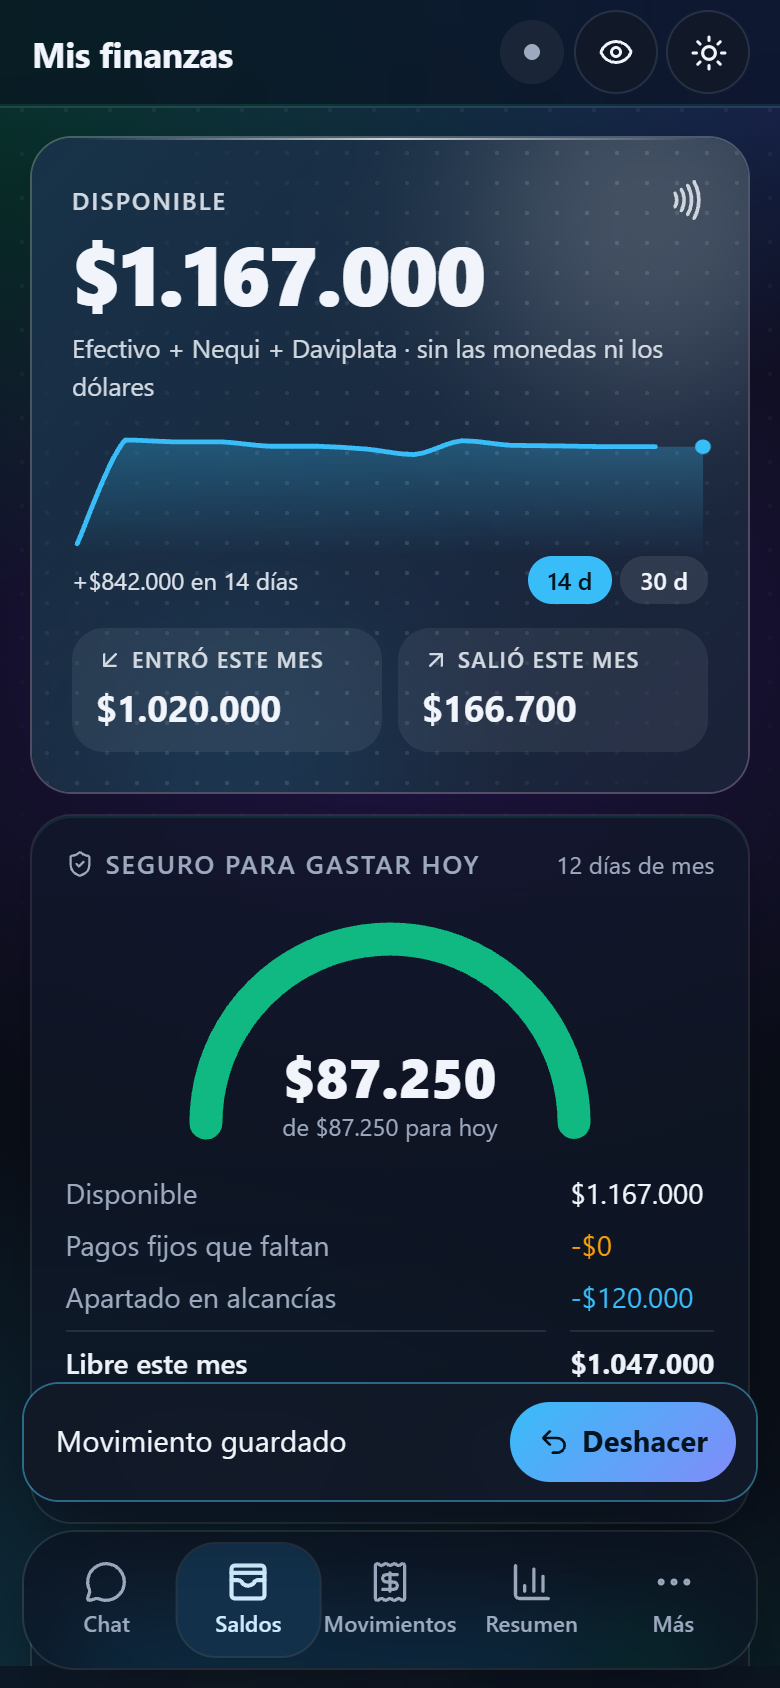 Mis finanzas
DISPONIBLE
$1.167.000
Efectivo + Nequi + Daviplata · sin las monedas ni los
dólares
+$842.000 en 14 días
14 d
30 d
ENTRÓ ESTE MES
$1.020.000
SALIÓ ESTE MES
$166.700
SEGURO PARA GASTAR HOY
12 días de mes
$87.250
de $87.250 para hoy
Disponible
$1.167.000
Pagos fijos que faltan
-$0
Apartado en alcancías
-$120.000
Libre este mes
$1.047.000
Movimiento guardado
Deshacer
Chat
Saldos
Movimientos
Resumen
Más